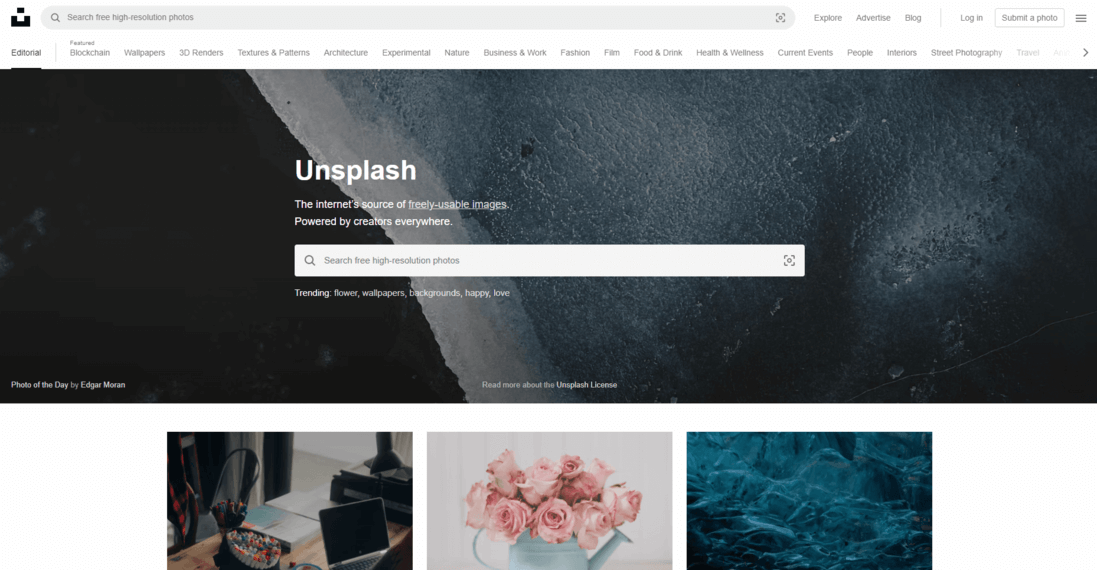 Search free high-resolution photos
Explore Advertise Blog Log in Submit a photo
Editorial
Featured
Blockchain Wallpapers 3D Renders Textures & Patterns Architecture Experimental Nature Business & Work Fashion Film Food & Drink Health & Wellness Current Events People Interiors Street Photography Travel
Unsplash
The internet's source of freely-usable images.
Powered by creators everywhere.
Search free high-resolution photos
Trending: flower, wallpapers, backgrounds, happy, love
Photo of the Day by Edgar Moran
Read more about the Unsplash License